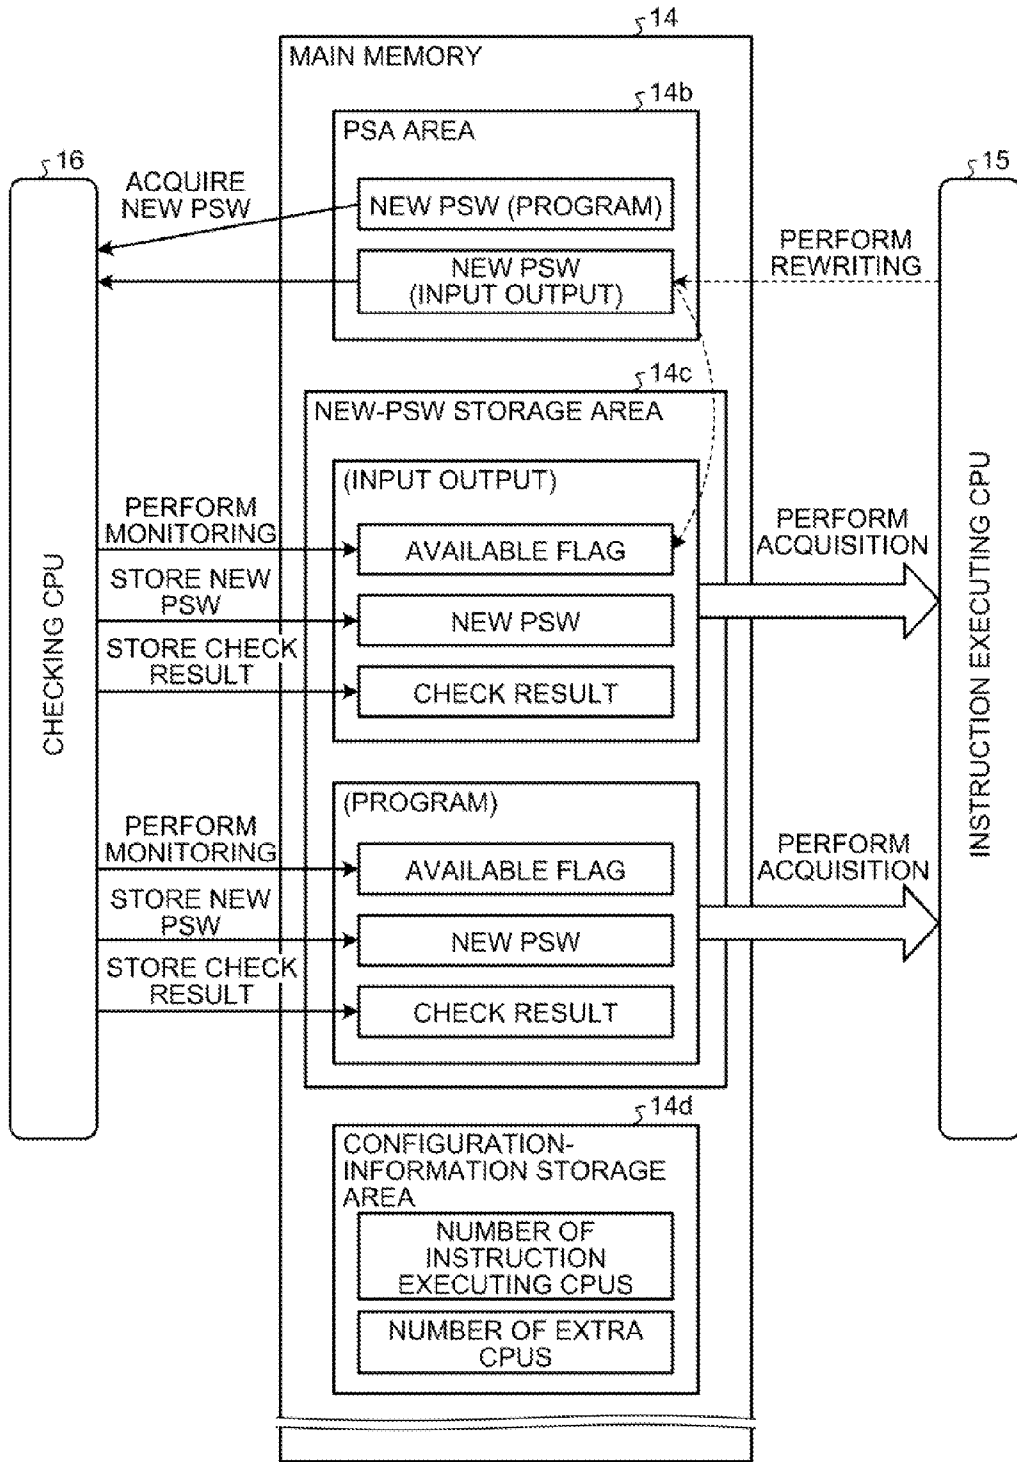 14
MAIN MEMORY
14b
PSA AREA
16
15
ACQUIRE
NEW PSW
NEW PSW (PROGRAM)
PERFORM
REWRITING
NEW PSW
(INPUT OUTPUT)
14c
NEW-PSW STORAGE AREA
(INPUT OUTPUT)
PERFORM
MONITORING
AVAILABLE FLAG
PERFORM
ACQUISITION
STORE NEW
PSW
NEW PSW
STORE CHECK
RESULT
CHECK RESULT
CHECKING CPU
INSTRUCTION EXECUTING CPU
(PROGRAM)
PERFORM
MONITORING
AVAILABLE FLAG
PERFORM
ACQUISITION
STORE NEW
PSW
NEW PSW
STORE CHECK
RESULT
CHECK RESULT
14d
CONFIGURATION-
INFORMATION STORAGE
AREA
NUMBER OF
INSTRUCTION
EXECUTING CPUS
NUMBER OF EXTRA
CPUS